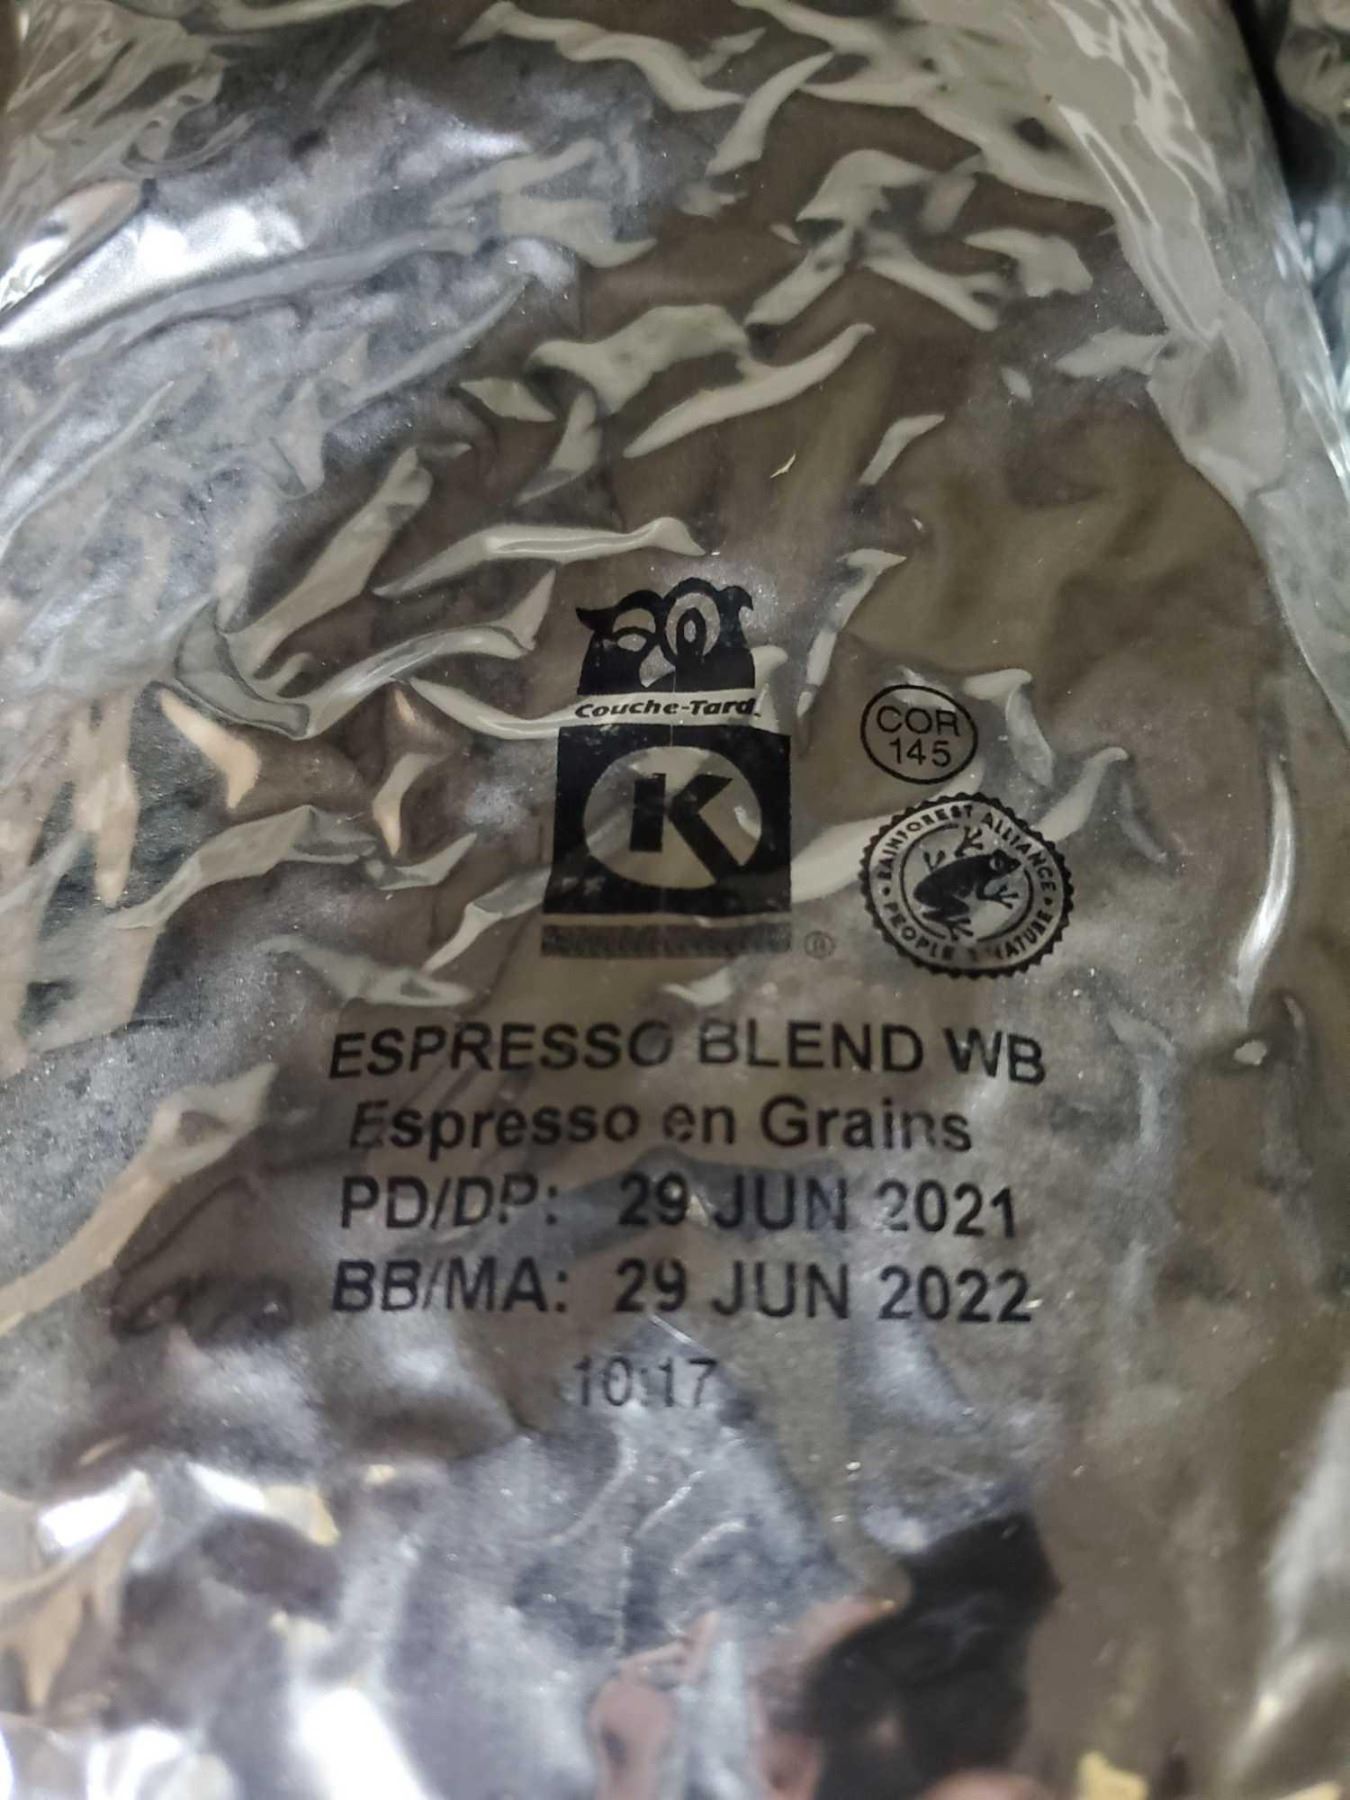 Couche-Tard
K
COR
145
RAINFOREST ALLIANCE
PEOPLE & NATURE
ESPRESSO BLEND WB
Espresso en Grains
PD/DP: 29 JUN 2021
BB/MA: 29 JUN 2022
10:17